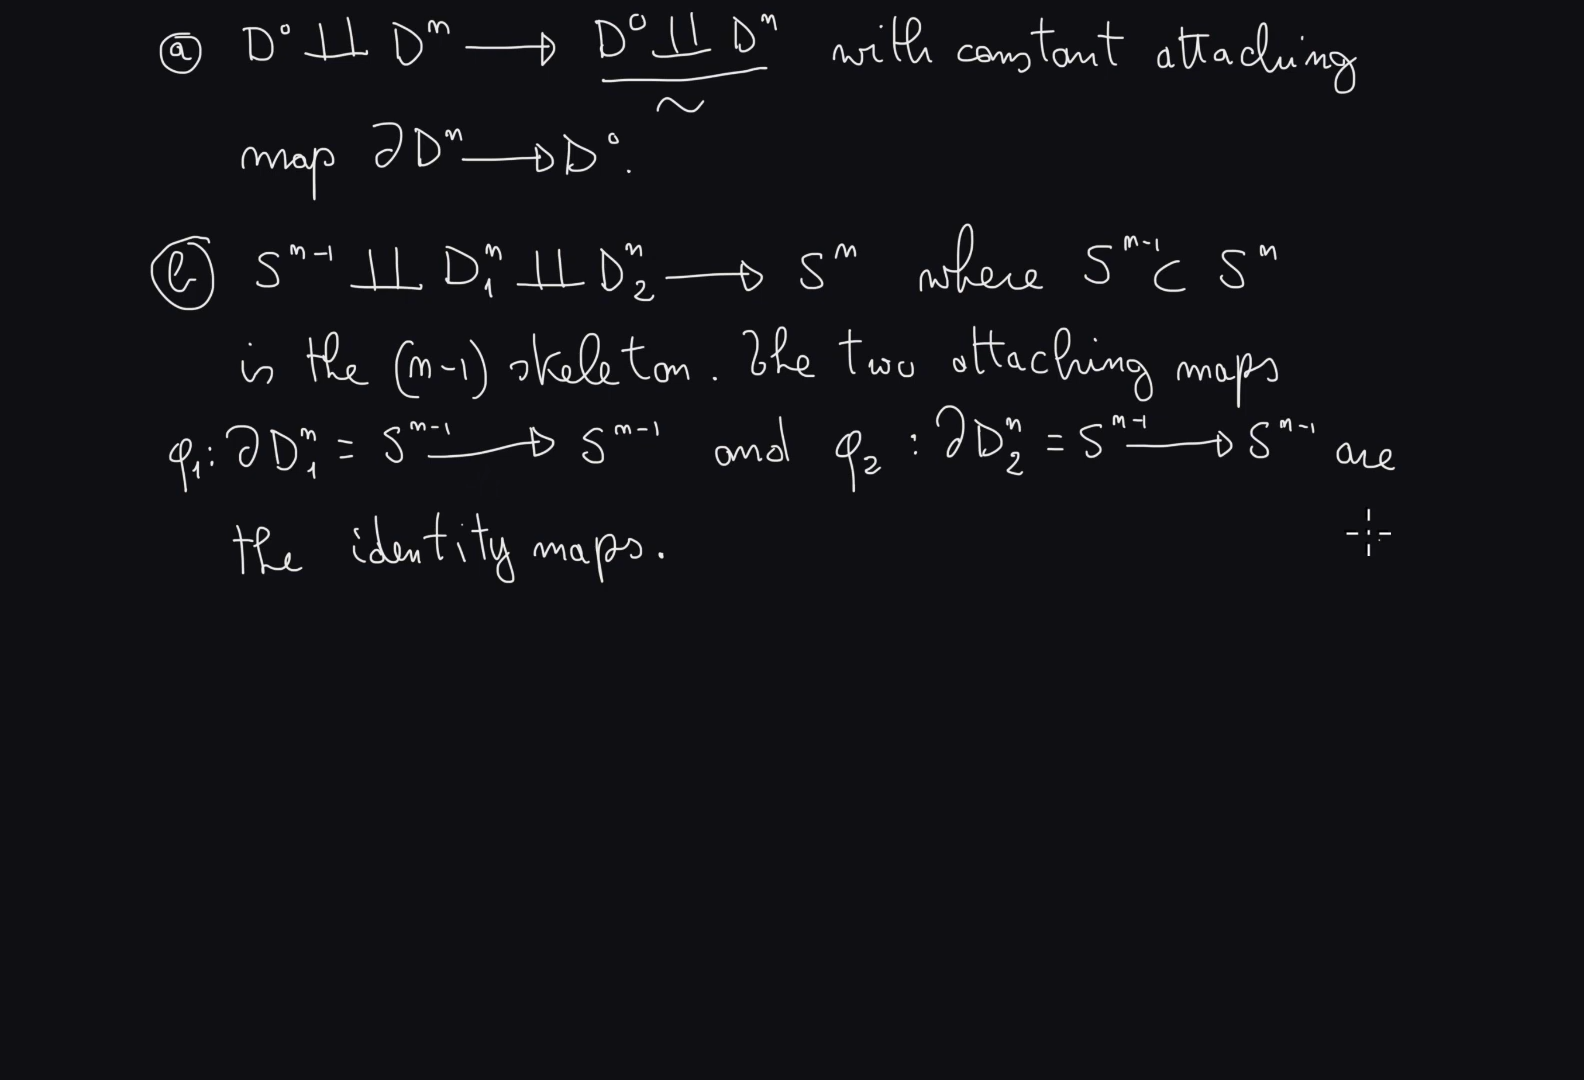 ⓐ D⁰ ⨿ Dⁿ ⟶ D⁰ ⨿ Dⁿ / ~ with constant attaching
map ∂Dⁿ ⟶ D⁰.
ⓑ Sⁿ⁻¹ ⨿ D₁ⁿ ⨿ D₂ⁿ ⟶ Sⁿ where Sⁿ⁻¹ ⊂ Sⁿ
is the (n-1) skeleton. The two attaching maps
φ₁: ∂D₁ⁿ = Sⁿ⁻¹ ⟶ Sⁿ⁻¹ and φ₂ : ∂D₂ⁿ = Sⁿ⁻¹ ⟶ Sⁿ⁻¹ are
the identity maps.